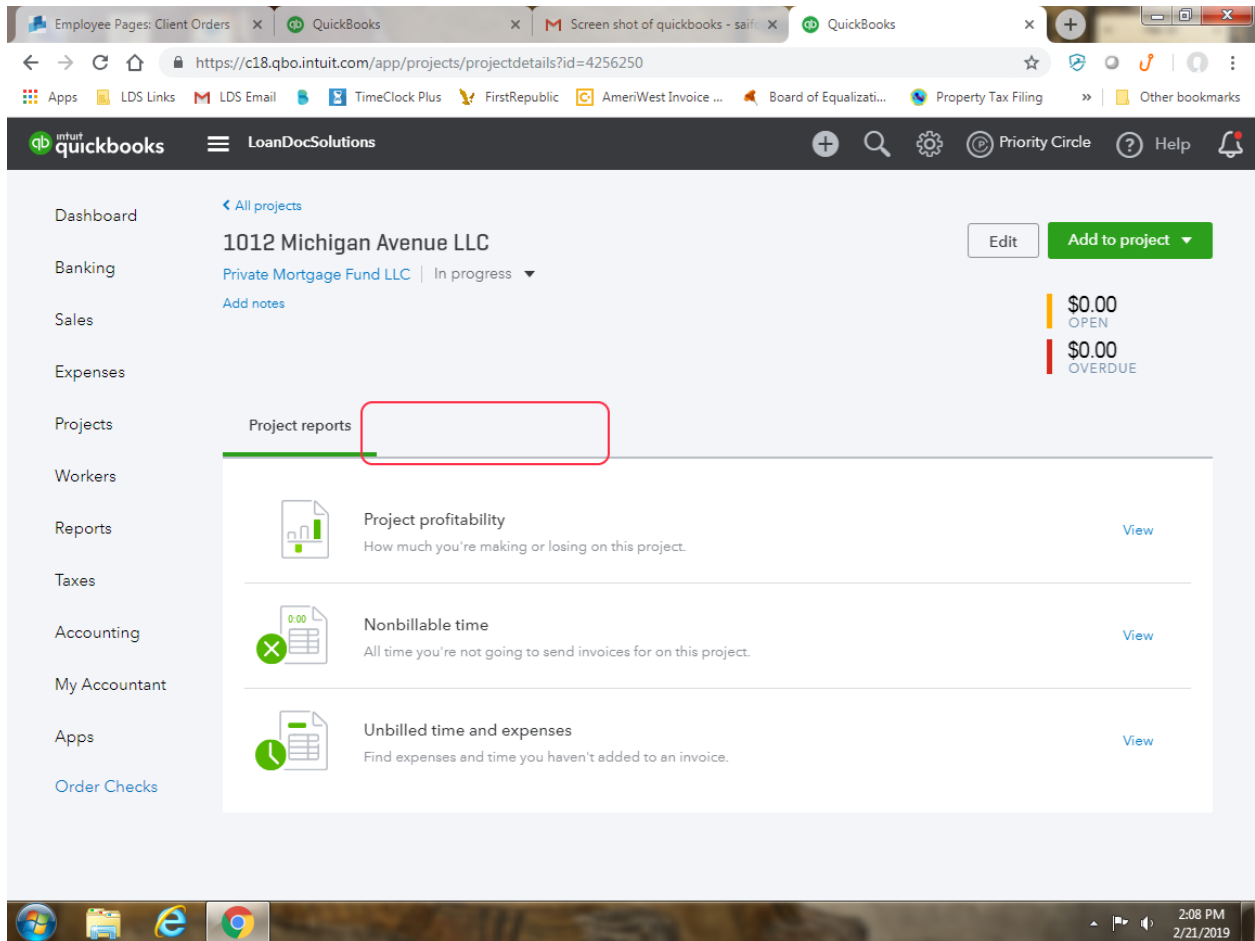 Employee Pages: Client Orders
QuickBooks
Screen shot of quickbooks - saif
QuickBooks
https://c18.qbo.intuit.com/app/projects/projectdetails?id=4256250
Apps
LDS Links
LDS Email
TimeClock Plus
FirstRepublic
AmeriWest Invoice ...
Board of Equalizati...
Property Tax Filing
»
Other bookmarks
qb intuit quickbooks
LoanDocSolutions
Priority Circle
Help
Dashboard
Banking
Sales
Expenses
Projects
Workers
Reports
Taxes
Accounting
My Accountant
Apps
Order Checks
All projects
1012 Michigan Avenue LLC
Private Mortgage Fund LLC | In progress
Add notes
Edit
Add to project
$0.00
OPEN
$0.00
OVERDUE
Project reports
Project profitability
How much you're making or losing on this project.
View
0:00
Nonbillable time
All time you're not going to send invoices for on this project.
View
Unbilled time and expenses
Find expenses and time you haven't added to an invoice.
View
2:08 PM
2/21/2019